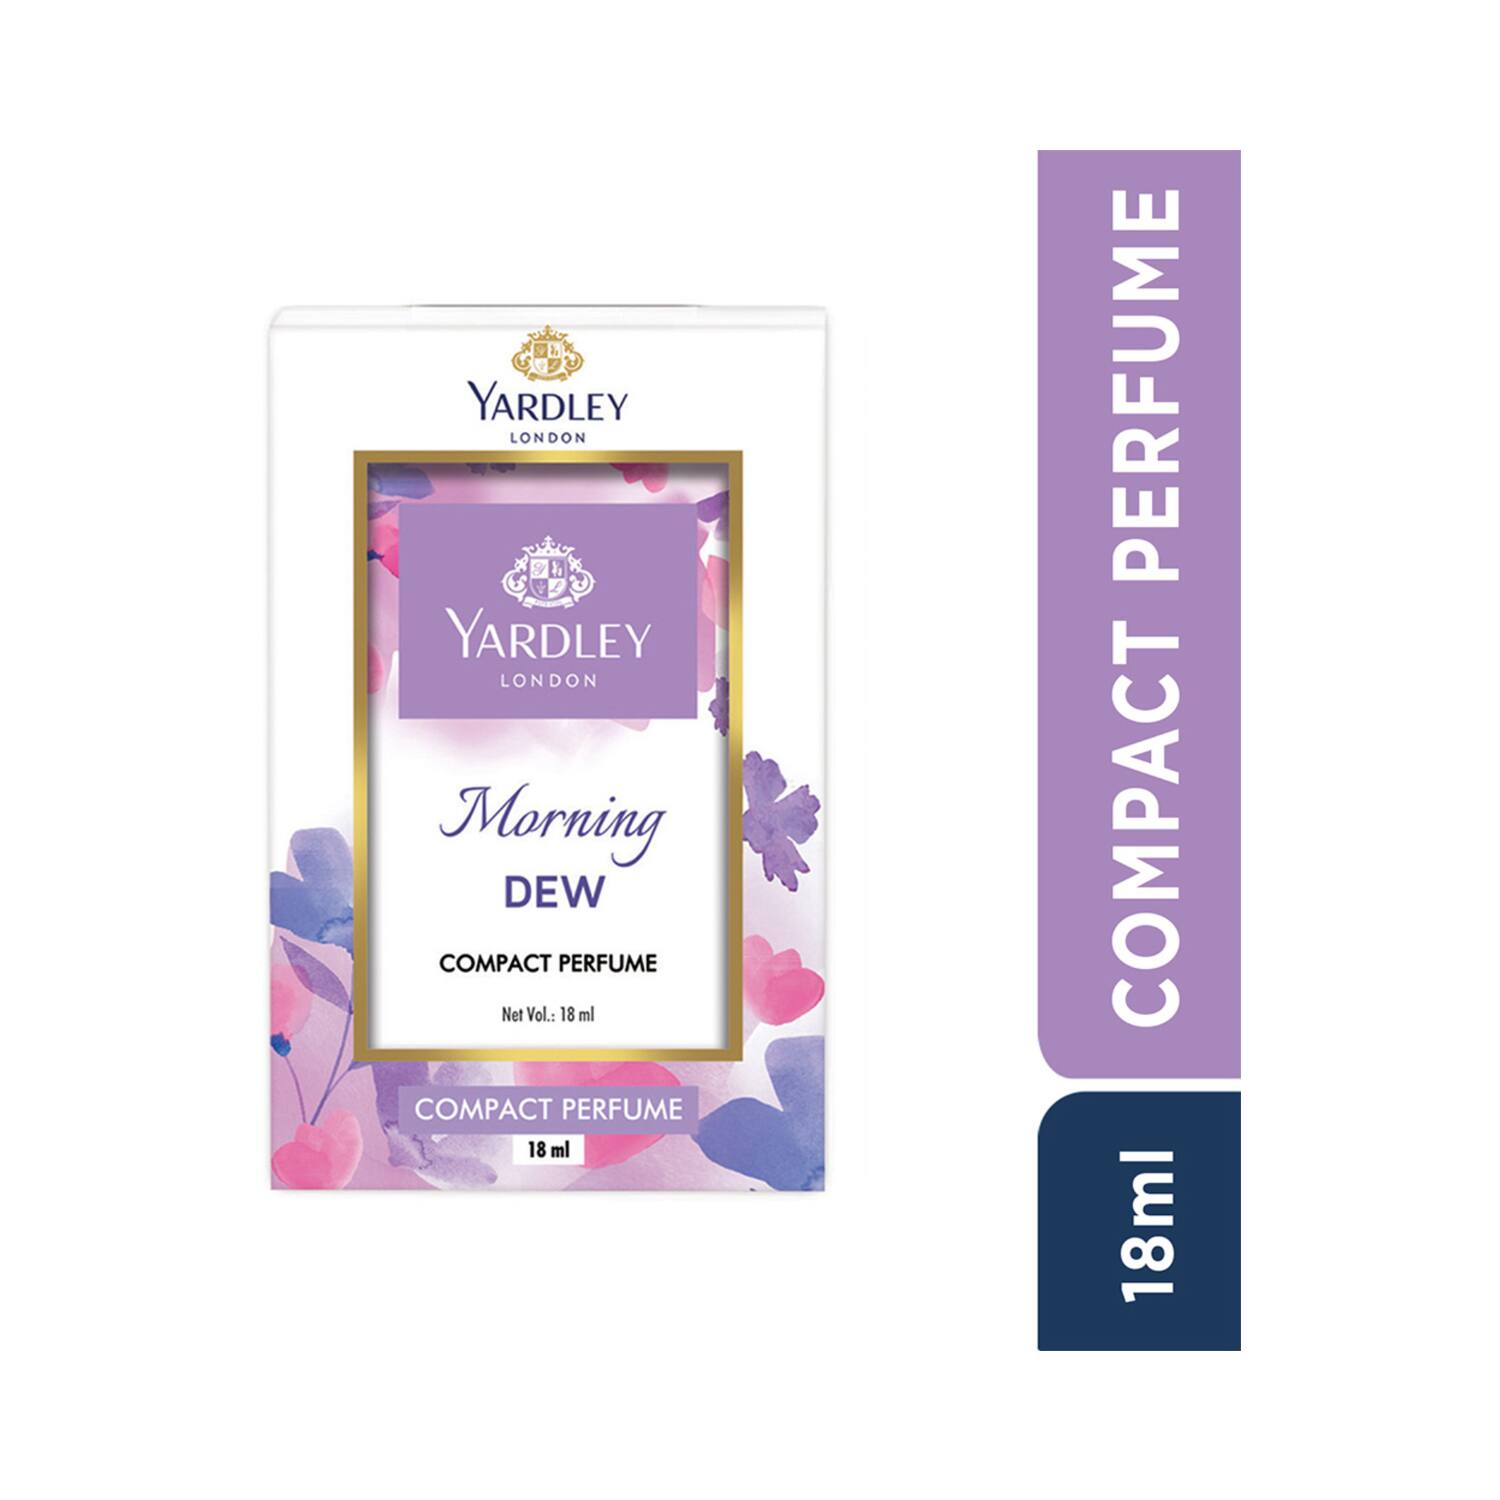 YARDLEY
LONDON
YARDLEY
LONDON
Morning
DEW
COMPACT PERFUME
Net Vol.: 18 ml
COMPACT PERFUME
18 ml
COMPACT PERFUME
18ml